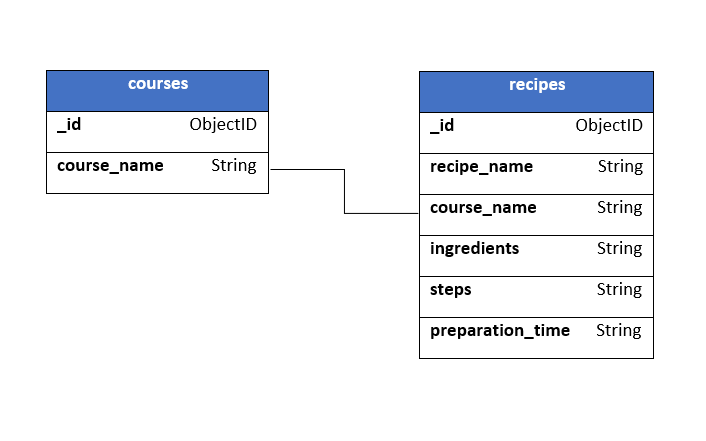 courses
_id ObjectID
course_name String
recipes
_id ObjectID
recipe_name String
course_name String
ingredients String
steps String
preparation_time String